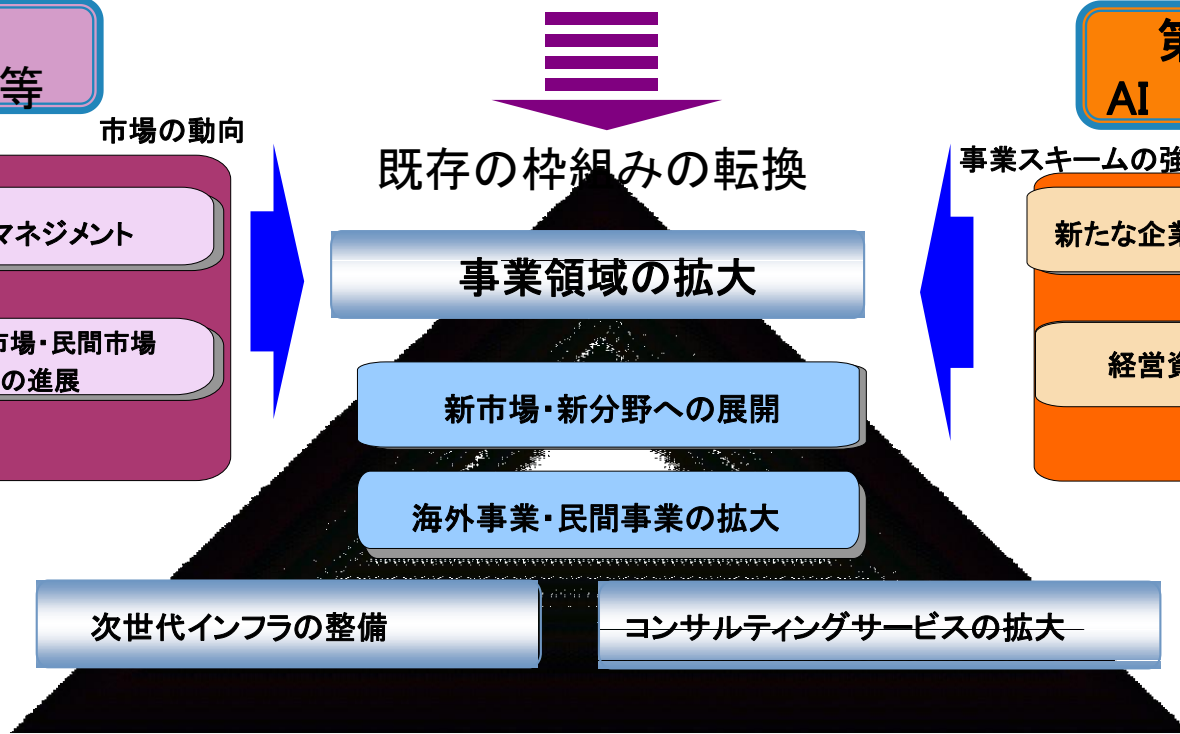 等
第
AI
市場の動向
既存の枠組みの転換
事業スキームの強
マネジメント
新たな企業
事業領域の拡大
市場・民間市場
の進展
経営資
新市場・新分野への展開
海外事業・民間事業の拡大
次世代インフラの整備
コンサルティングサービスの拡大